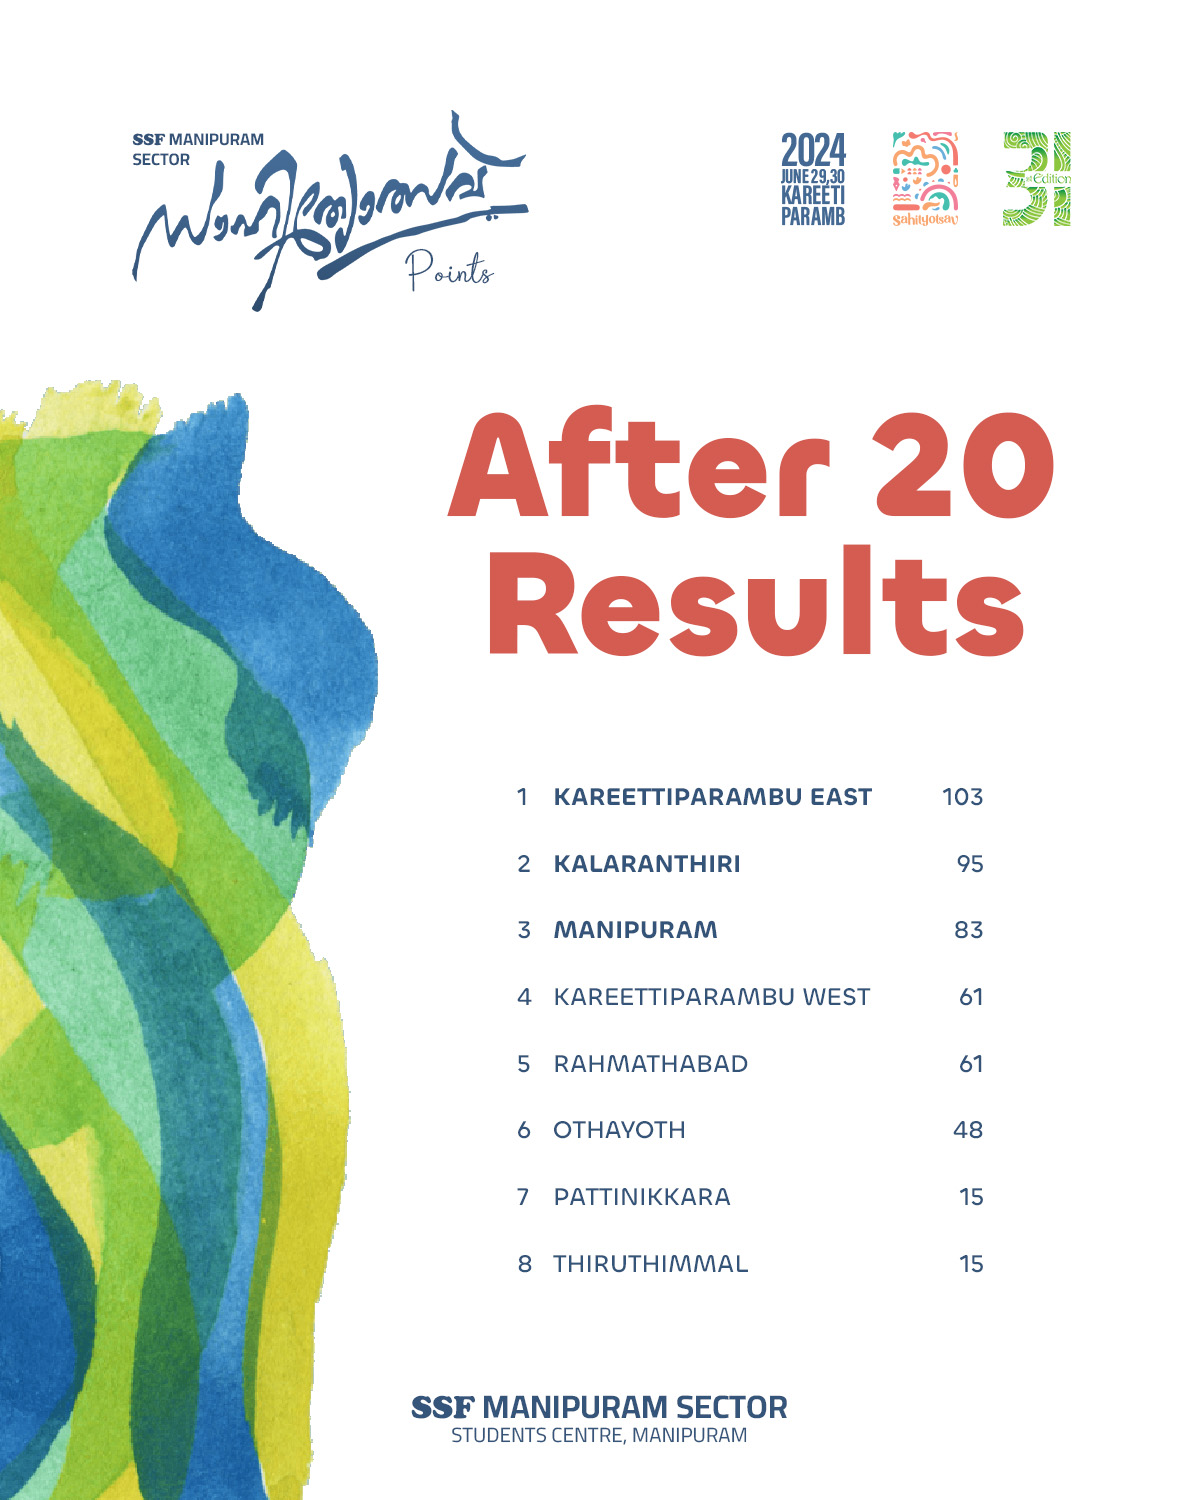 SSF MANIPURAM
SECTOR
സാഹിത്യോത്സവ്
Points
2024
JUNE 29,30
KAREETI
PARAMB
Sahityotsav
31
st Edition
After 20
Results
1 KAREETTIPARAMBU EAST 103
2 KALARANTHIRI 95
3 MANIPURAM 83
4 KAREETTIPARAMBU WEST 61
5 RAHMATHABAD 61
6 OTHAYOTH 48
7 PATTINIKKARA 15
8 THIRUTHIMMAL 15
SSF MANIPURAM SECTOR
STUDENTS CENTRE, MANIPURAM